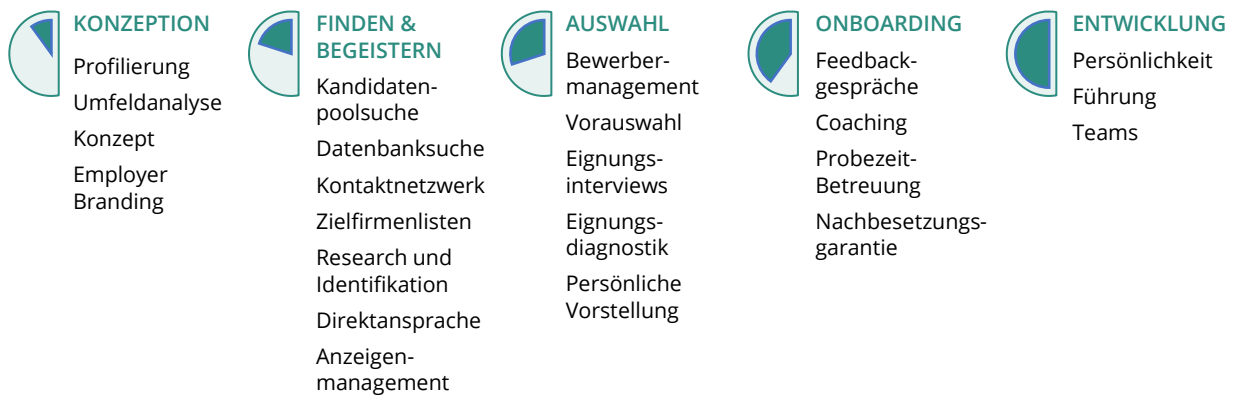 KONZEPTION
Profilierung
Umfeldanalyse
Konzept
Employer
Branding
FINDEN &
BEGEISTERN
Kandidaten-
poolsuche
Datenbanksuche
Kontaktnetzwerk
Zielfirmenlisten
Research und
Identifikation
Direktansprache
Anzeigen-
management
AUSWAHL
Bewerber-
management
Vorauswahl
Eignungs-
interviews
Eignungs-
diagnostik
Persönliche
Vorstellung
ONBOARDING
Feedback-
gespräche
Coaching
Probezeit-
Betreuung
Nachbesetzungs-
garantie
ENTWICKLUNG
Persönlichkeit
Führung
Teams